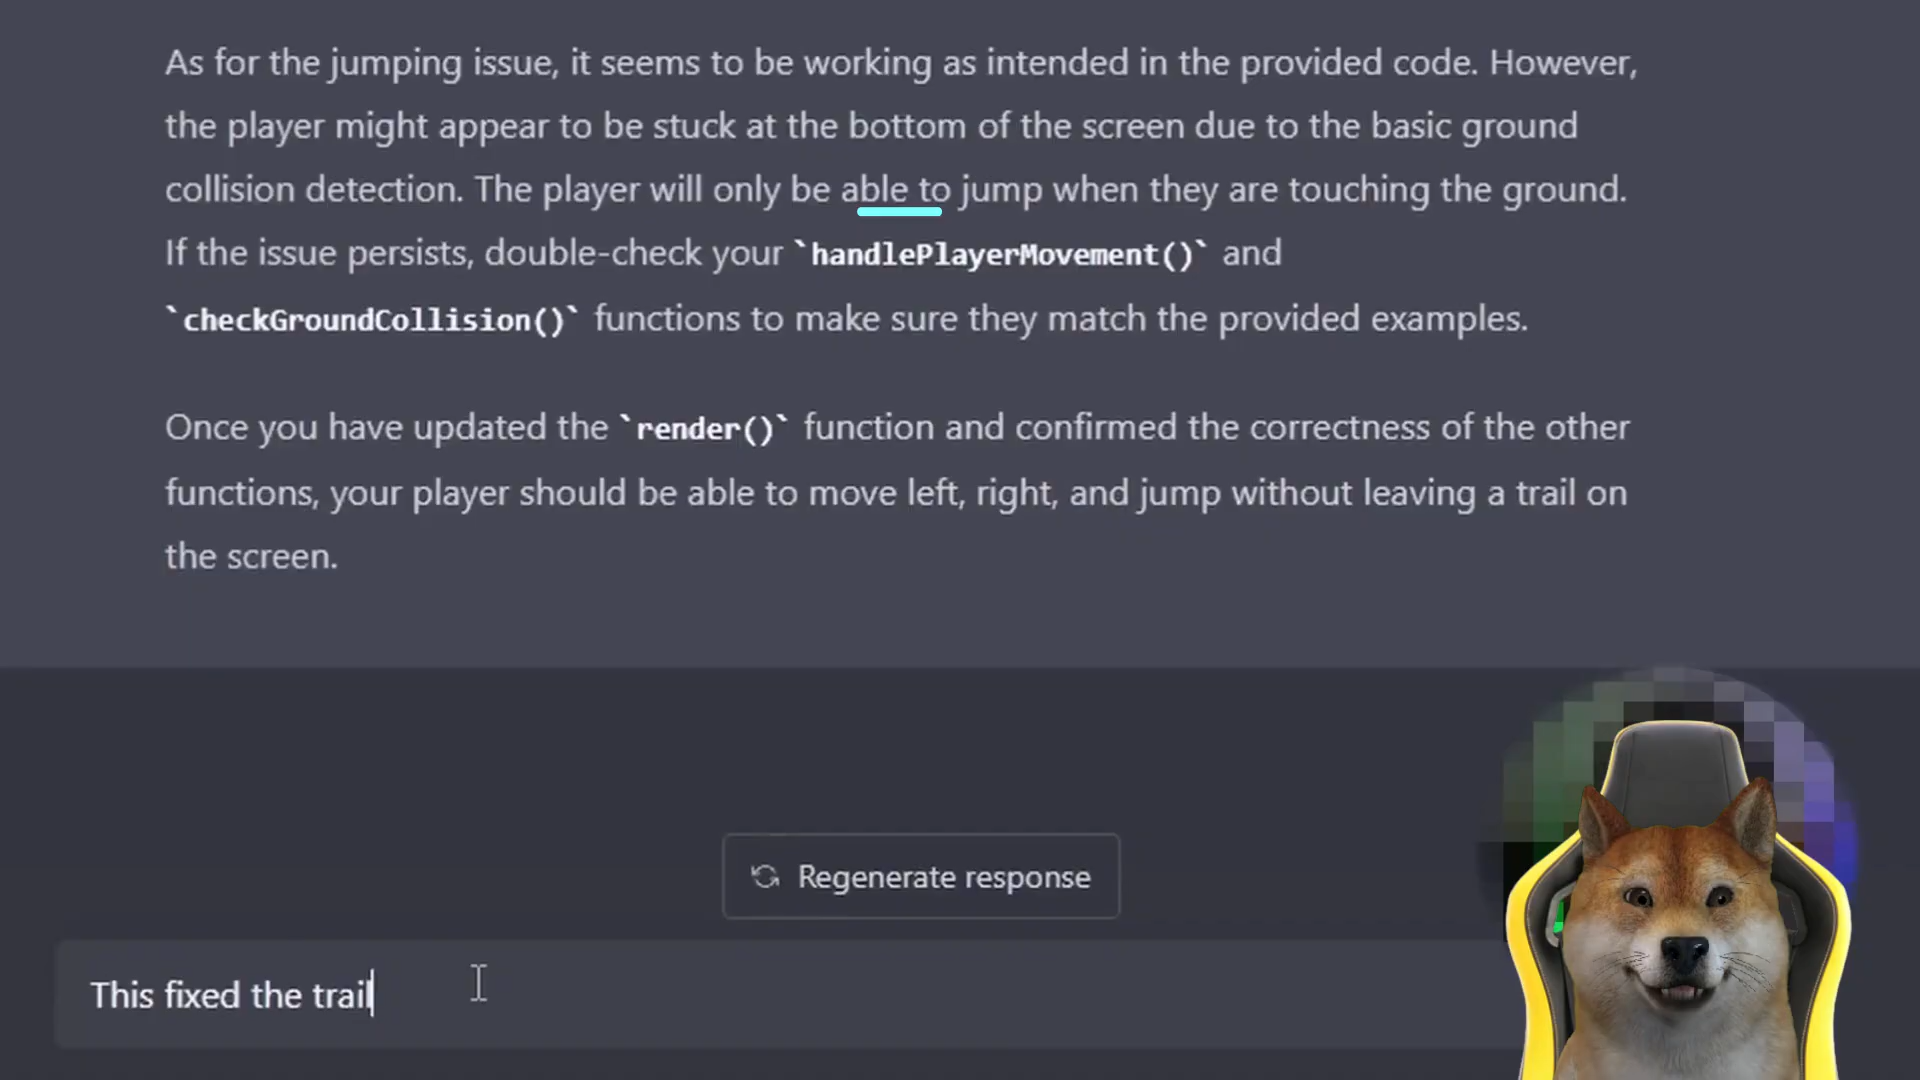 As for the jumping issue, it seems to be working as intended in the provided code. However,
the player might appear to be stuck at the bottom of the screen due to the basic ground
collision detection. The player will only be able to jump when they are touching the ground.
If the issue persists, double-check your `handlePlayerMovement()` and
`checkGroundCollision()` functions to make sure they match the provided examples.
Once you have updated the `render()` function and confirmed the correctness of the other
functions, your player should be able to move left, right, and jump without leaving a trail on
the screen.
Regenerate response
This fixed the trail